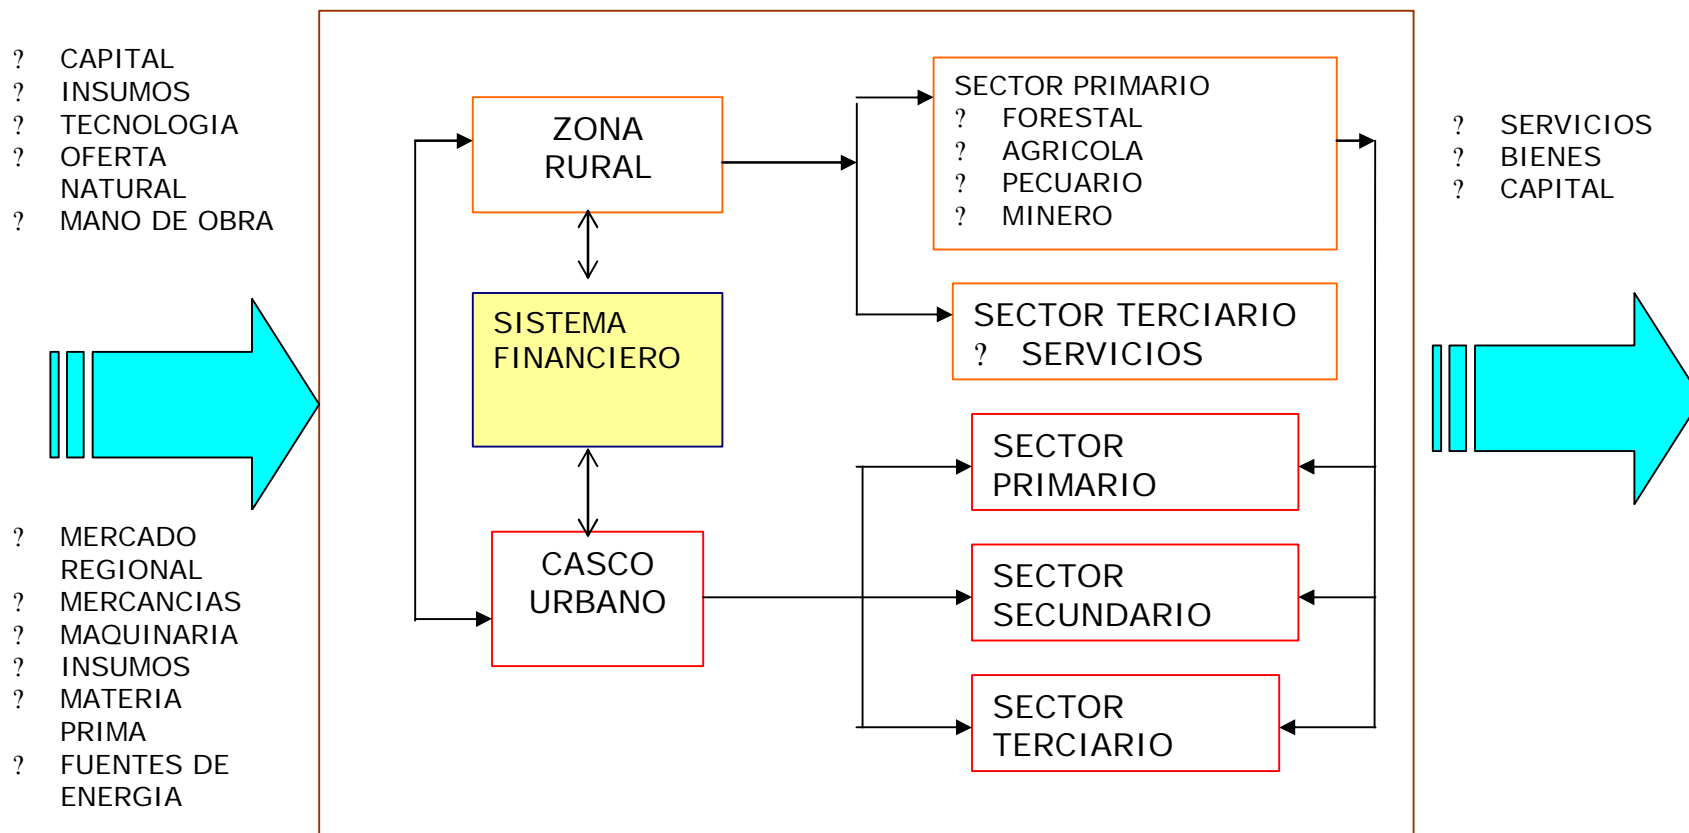 ? CAPITAL
? INSUMOS
? TECNOLOGIA
? OFERTA
NATURAL
? MANO DE OBRA
? MERCADO
REGIONAL
? MERCANCIAS
? MAQUINARIA
? INSUMOS
? MATERIA
PRIMA
? FUENTES DE
ENERGIA
ZONA
RURAL
SISTEMA
FINANCIERO
CASCO
URBANO
SECTOR PRIMARIO
? FORESTAL
? AGRICOLA
? PECUARIO
? MINERO
SECTOR TERCIARIO
? SERVICIOS
SECTOR
PRIMARIO
SECTOR
SECUNDARIO
SECTOR
TERCIARIO
? SERVICIOS
? BIENES
? CAPITAL